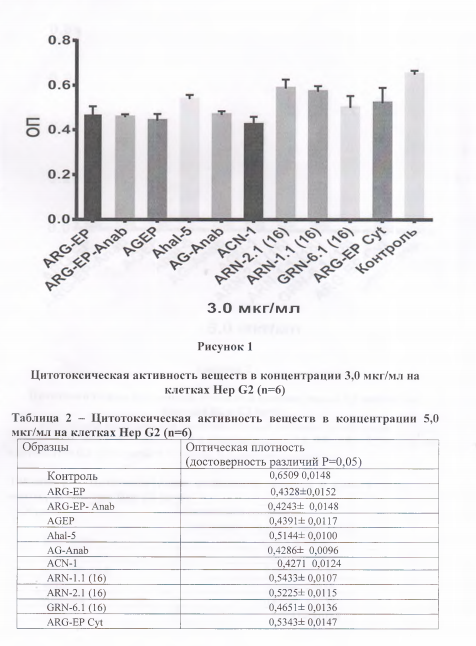 0.8
0.6
0.4
0.2
0.0
ОП
ARG-EP
ARG-EP-Anab
AGEP
Ahal-5
AG-Anab
ACN-1
ARN-2.1 (16)
ARN-1.1 (16)
GRN-6.1 (16)
ARG-EP Cyt
Контроль
3.0 мкг/мл
Рисунок 1
Цитотоксическая активность веществ в концентрации 3,0 мкг/мл на
клетках Hep G2 (n=6)
Таблица 2 – Цитотоксическая активность веществ в концентрации 5,0
мкг/мл на клетках Hep G2 (n=6)
Образцы Оптическая плотность
(достоверность различий P=0,05)
Контроль 0,6509 0,0148
ARG-EP 0,4328±0,0152
ARG-EP- Anab 0,4243± 0,0148
AGEP 0,4391± 0,0117
Ahal-5 0,5144± 0,0100
AG-Anab 0,4286± 0,0096
ACN-1 0,4271 0,0124
ARN-1.1 (16) 0,5433± 0,0107
ARN-2.1 (16) 0,5225± 0,0115
GRN-6.1 (16) 0,4651± 0,0136
ARG-EP Cyt 0,5343± 0,0147